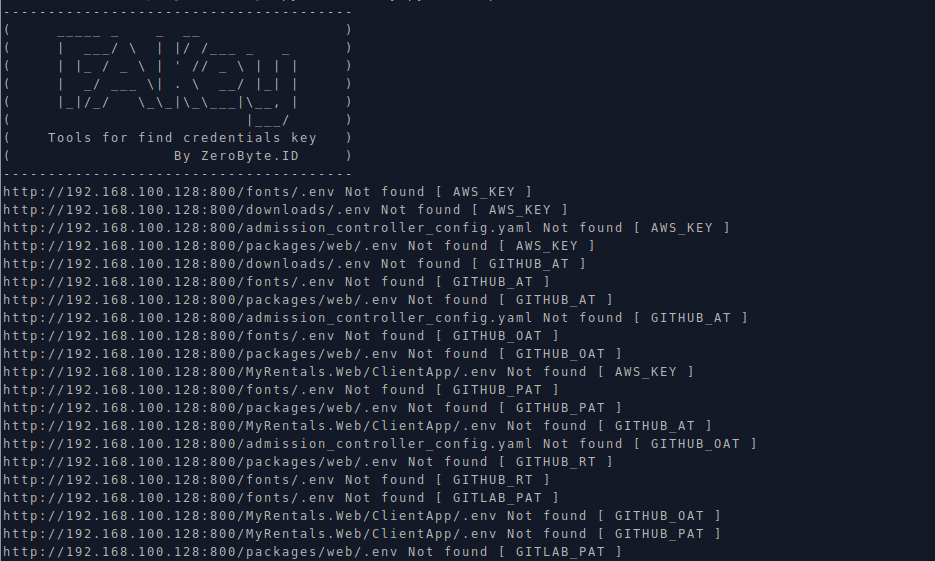 ---------------------------------------
(     _____ _    _  __                )
(     |  ___/ \  | |/ /___ _   _      )
(     | |_ / _ \ | ' // _ \ | | |     )
(     |  _/ ___ \| . \  __/ |_| |     )
(     |_|/_/   \_\_|\_\___|\__, |     )
(                          |___/      )
(    Tools for find credentials key   )
(                  By ZeroByte.ID     )
---------------------------------------
http://192.168.100.128:800/fonts/.env Not found [ AWS_KEY ]
http://192.168.100.128:800/downloads/.env Not found [ AWS_KEY ]
http://192.168.100.128:800/admission_controller_config.yaml Not found [ AWS_KEY ]
http://192.168.100.128:800/packages/web/.env Not found [ AWS_KEY ]
http://192.168.100.128:800/downloads/.env Not found [ GITHUB_AT ]
http://192.168.100.128:800/fonts/.env Not found [ GITHUB_AT ]
http://192.168.100.128:800/packages/web/.env Not found [ GITHUB_AT ]
http://192.168.100.128:800/admission_controller_config.yaml Not found [ GITHUB_AT ]
http://192.168.100.128:800/fonts/.env Not found [ GITHUB_OAT ]
http://192.168.100.128:800/packages/web/.env Not found [ GITHUB_OAT ]
http://192.168.100.128:800/MyRentals.Web/ClientApp/.env Not found [ AWS_KEY ]
http://192.168.100.128:800/fonts/.env Not found [ GITHUB_PAT ]
http://192.168.100.128:800/packages/web/.env Not found [ GITHUB_PAT ]
http://192.168.100.128:800/MyRentals.Web/ClientApp/.env Not found [ GITHUB_AT ]
http://192.168.100.128:800/admission_controller_config.yaml Not found [ GITHUB_OAT ]
http://192.168.100.128:800/packages/web/.env Not found [ GITHUB_RT ]
http://192.168.100.128:800/fonts/.env Not found [ GITHUB_RT ]
http://192.168.100.128:800/fonts/.env Not found [ GITLAB_PAT ]
http://192.168.100.128:800/MyRentals.Web/ClientApp/.env Not found [ GITHUB_OAT ]
http://192.168.100.128:800/MyRentals.Web/ClientApp/.env Not found [ GITHUB_PAT ]
http://192.168.100.128:800/packages/web/.env Not found [ GITLAB_PAT ]